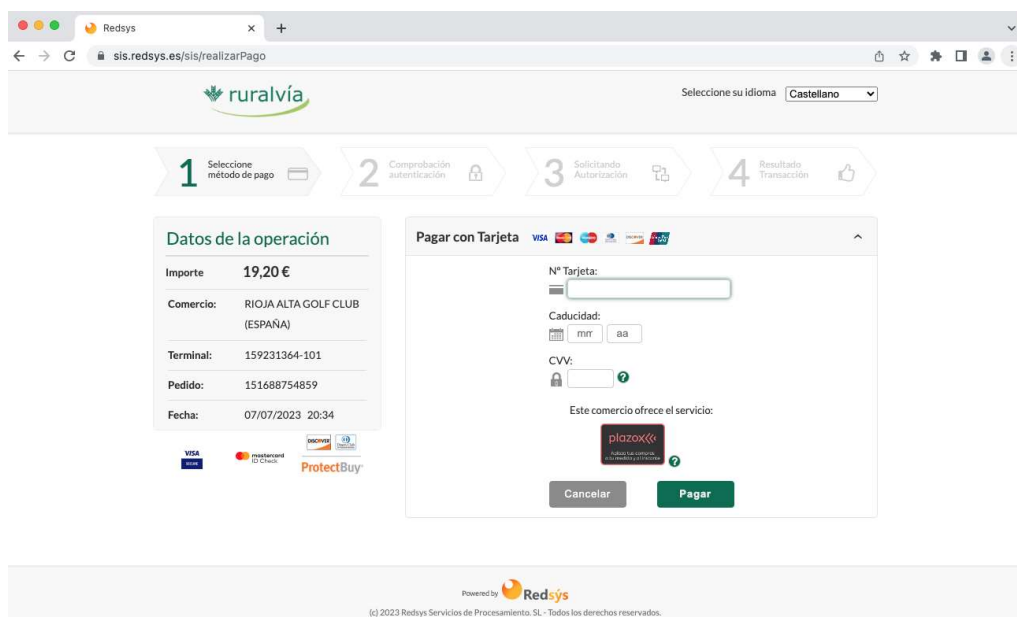 Redsys
sis.redsys.es/sis/realizarPago
ruralvía
Seleccione su idioma Castellano
1 Seleccione
método de pago
2 Comprobación
autenticación
3 Solicitando
Autorización
4 Resultado
Transacción
Datos de la operación
Importe 19,20 €
Comercio: RIOJA ALTA GOLF CLUB
(ESPAÑA)
Terminal: 159231364-101
Pedido: 151688754859
Fecha: 07/07/2023 20:34
VISA
mastercard
ID Check
DISCOVER
ProtectBuy
Pagar con Tarjeta VISA
DISCOVER
Nº Tarjeta:
Caducidad:
mm aa
CVV:
Este comercio ofrece el servicio:
plazox
Cancelar Pagar
Powered by Redsýs
(c) 2023 Redsys Servicios de Procesamiento. SL - Todos los derechos reservados.